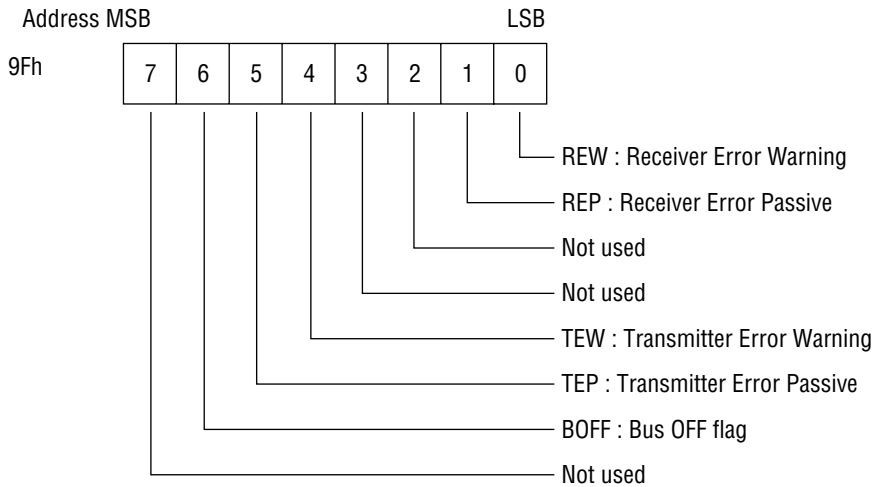 Address MSB LSB
9Fh 7 6 5 4 3 2 1 0
REW : Receiver Error Warning
REP : Receiver Error Passive
Not used
Not used
TEW : Transmitter Error Warning
TEP : Transmitter Error Passive
BOFF : Bus OFF flag
Not used